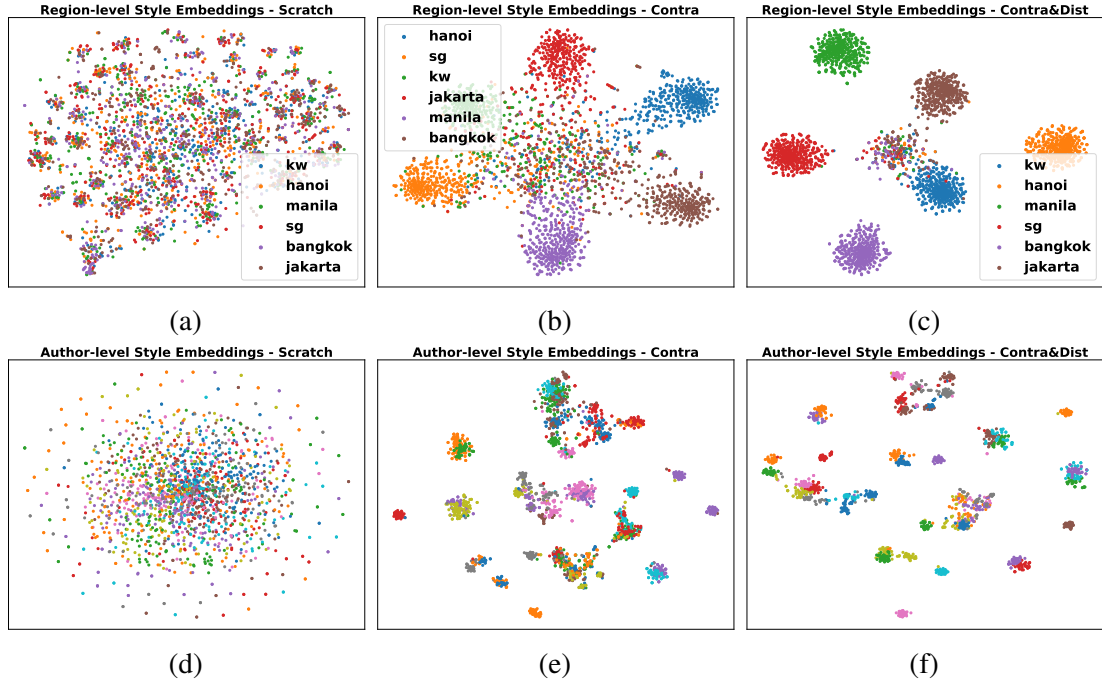 Region-level Style Embeddings - Scratch
kw
hanoi
manila
sg
bangkok
jakarta
(a)
Region-level Style Embeddings - Contra
hanoi
sg
kw
jakarta
manila
bangkok
(b)
Region-level Style Embeddings - Contra&Dist
kw
hanoi
manila
sg
bangkok
jakarta
(c)
Author-level Style Embeddings - Scratch
(d)
Author-level Style Embeddings - Contra
(e)
Author-level Style Embeddings - Contra&Dist
(f)